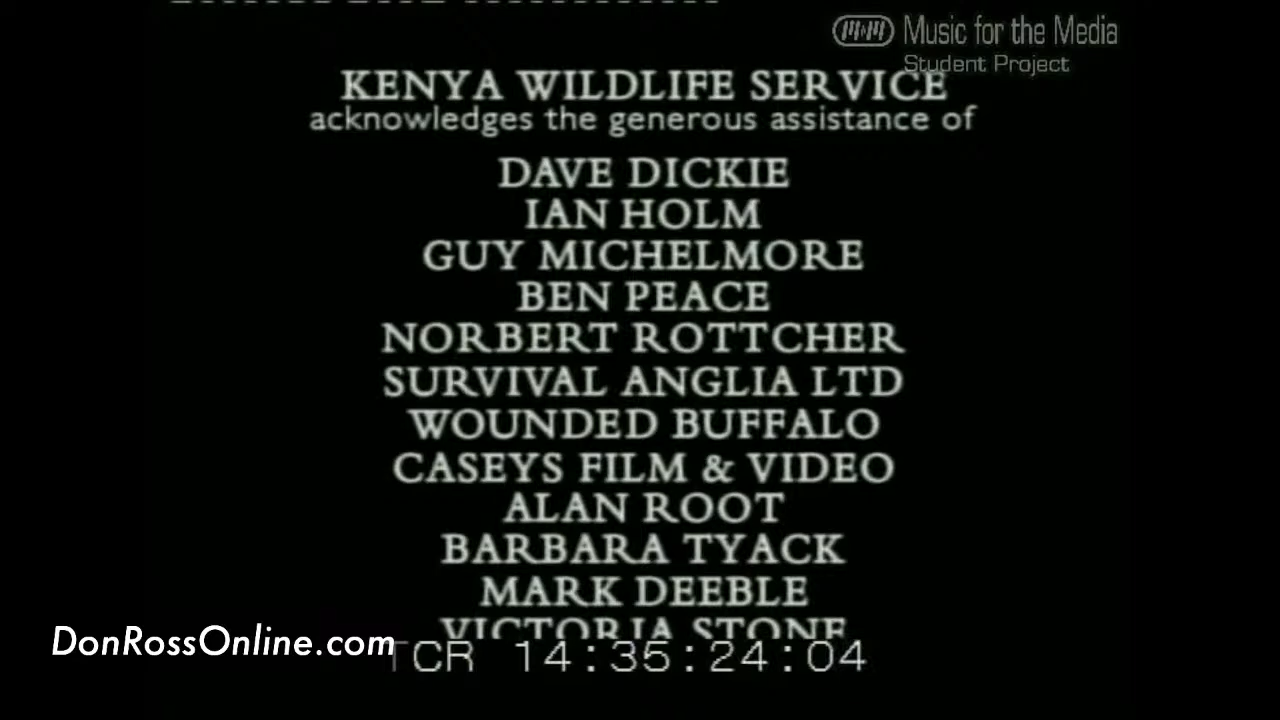 M+M Music for the Media
Student Project
KENYA WILDLIFE SERVICE
acknowledges the generous assistance of
DAVE DICKIE
IAN HOLM
GUY MICHELMORE
BEN PEACE
NORBERT ROTTCHER
SURVIVAL ANGLIA LTD
WOUNDED BUFFALO
CASEYS FILM & VIDEO
ALAN ROOT
BARBARA TYACK
MARK DEEBLE
VICTORIA STONE
DonRossOnline.com
TCR 14:35:24:04